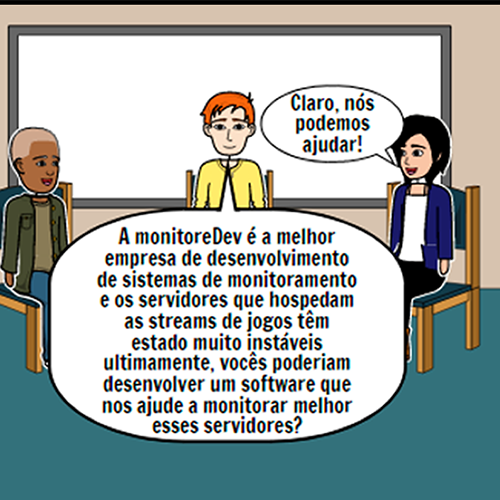 A monitoreDev é a melhor
empresa de desenvolvimento
de sistemas de monitoramento
e os servidores que hospedam
as streams de jogos têm
estado muito instáveis
ultimamente, vocês poderiam
desenvolver um software que
nos ajude a monitorar melhor
esses servidores?
Claro, nós
podemos
ajudar!